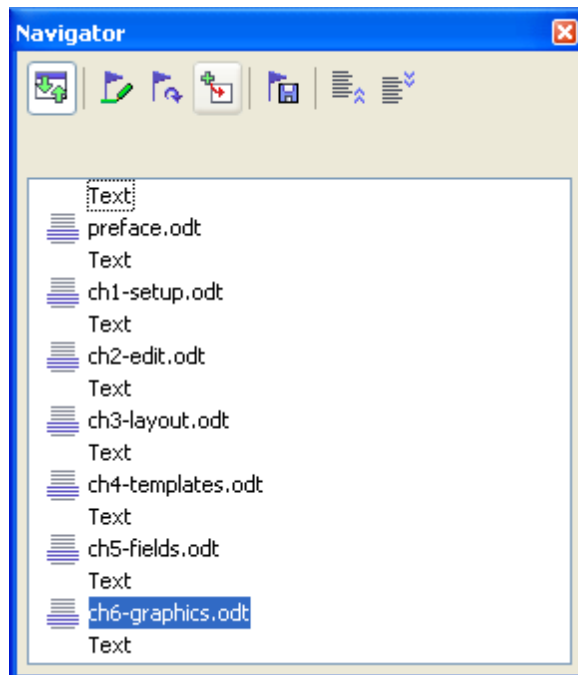 Navigator
Text
preface.odt
Text
ch1-setup.odt
Text
ch2-edit.odt
Text
ch3-layout.odt
Text
ch4-templates.odt
Text
ch5-fields.odt
Text
ch6-graphics.odt
Text